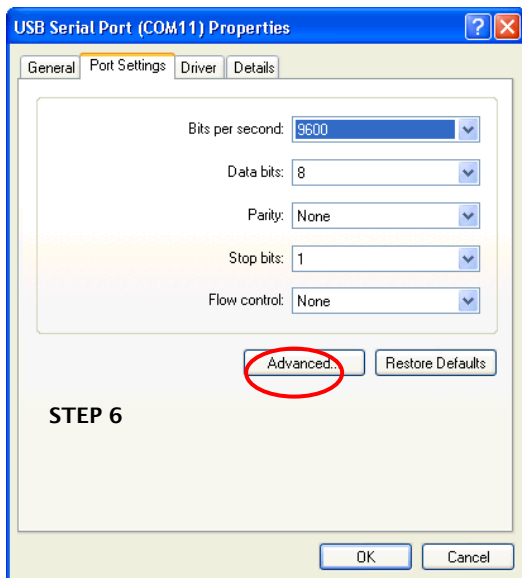 USB Serial Port (COM11) Properties
General Port Settings Driver Details
Bits per second: 9600
Data bits: 8
Parity: None
Stop bits: 1
Flow control: None
Advanced... Restore Defaults
STEP 6
OK Cancel